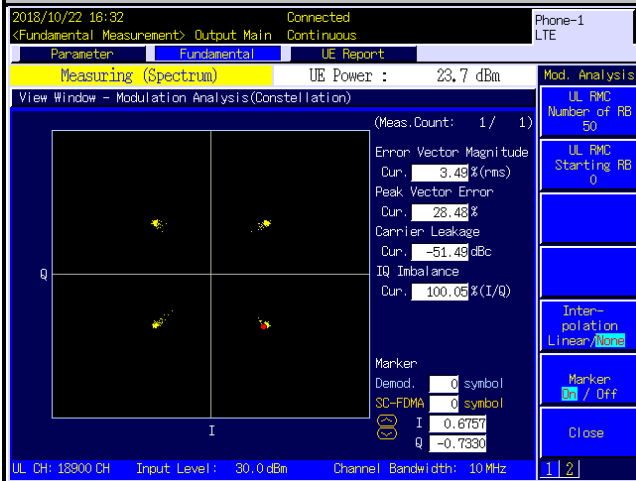 2018/10/22 16:32 Connected Phone-1
<Fundamental Measurement> Output Main Continuous LTE
Parameter Fundamental UE Report
Measuring (Spectrum) UE Power : 23.7 dBm Mod. Analysis
View Window - Modulation Analysis(Constellation)
UL RMC
Number of RB
50
(Meas.Count: 1/ 1)
Error Vector Magnitude
Cur. 3.49 %(rms)
Peak Vector Error
Cur. 28.48 %
Carrier Leakage
Cur. -51.49 dBc
IQ Imbalance
Cur. 100.05 %(I/Q)
UL RMC
Starting RB
0
Q
Inter-
polation
Linear/None
Marker
Demod. 0 symbol
SC-FDMA 0 symbol
I 0.6757
Q -0.7330
I
Marker
On / Off
Close
UL CH: 18900 CH Input Level: 30.0 dBm Channel Bandwidth: 10 MHz 1 2